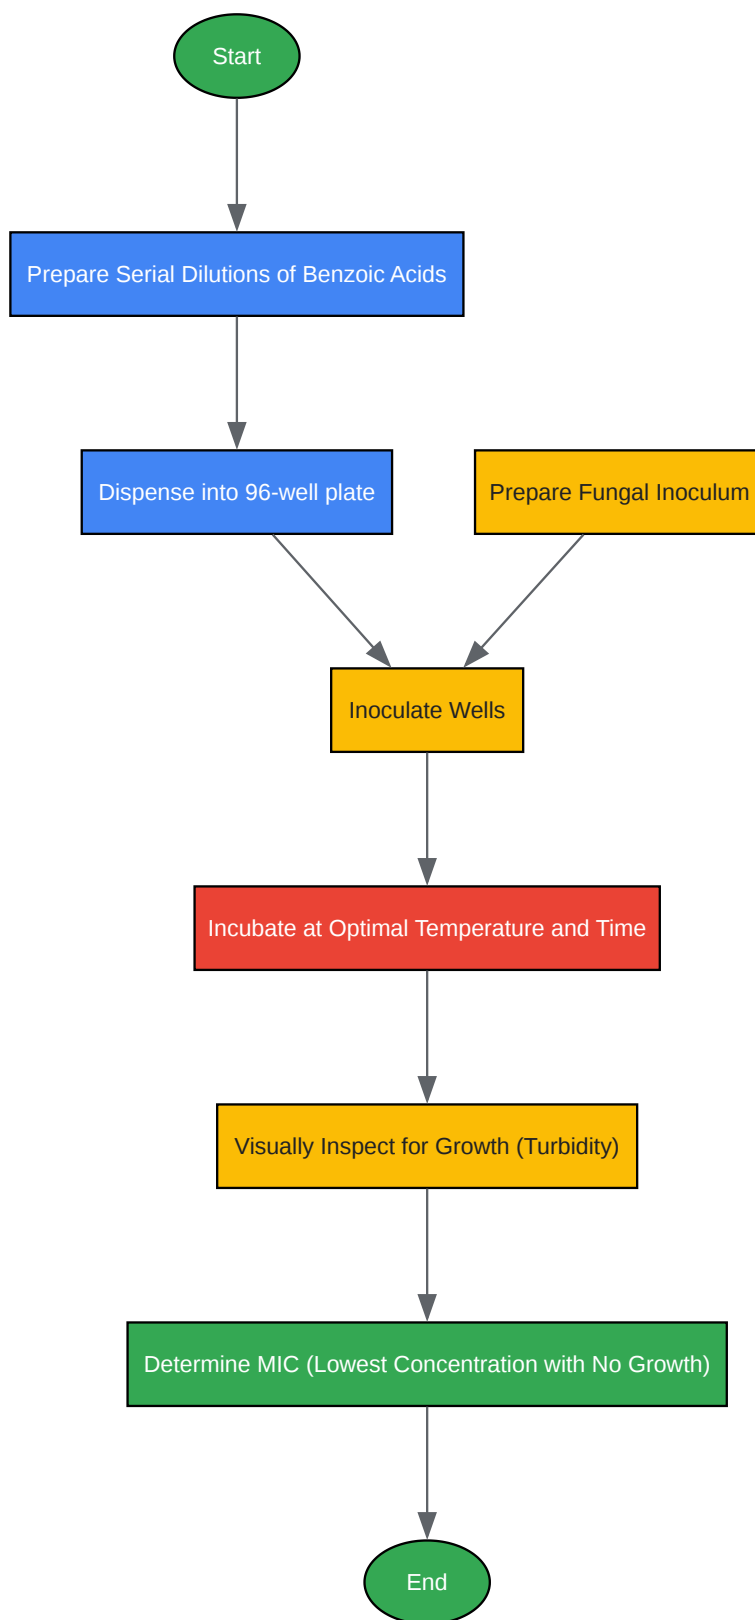 Start
Prepare Serial Dilutions of Benzoic Acids
Dispense into 96-well plate
Prepare Fungal Inoculum
Inoculate Wells
Incubate at Optimal Temperature and Time
Visually Inspect for Growth (Turbidity)
Determine MIC (Lowest Concentration with No Growth)
End